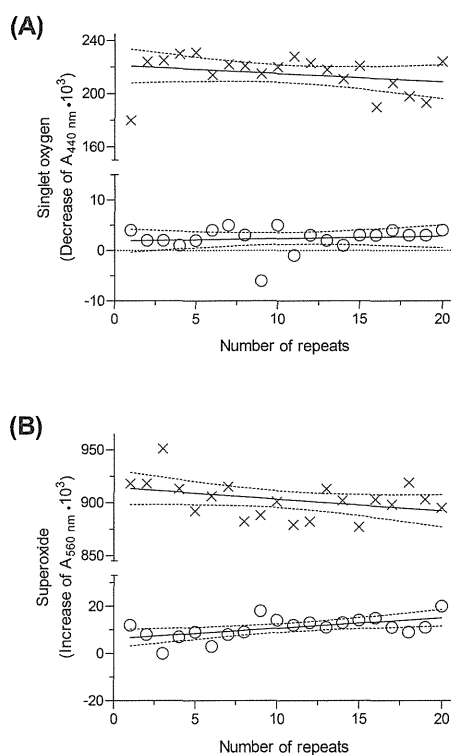 (A)
Singlet oxygen
(Decrease of A440 nm •10³)
240
200
160
10
0
-10
0
5
10
15
20
Number of repeats
(B)
Superoxide
(Increase of A560 nm •10³)
950
900
850
20
0
-20
0
5
10
15
20
Number of repeats